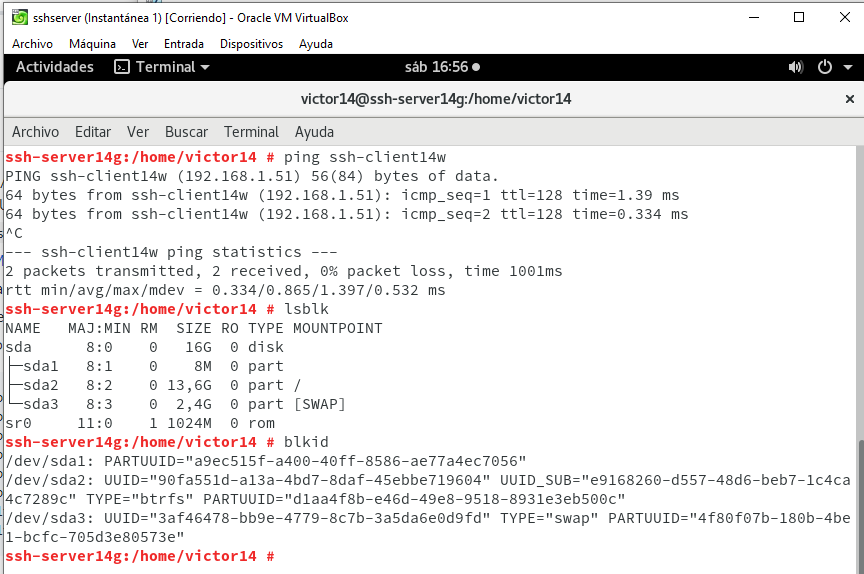 sshserver (Instantánea 1) [Corriendo] - Oracle VM VirtualBox
Archivo Máquina Ver Entrada Dispositivos Ayuda
Actividades Terminal sáb 16:56
victor14@ssh-server14g:/home/victor14
Archivo Editar Ver Buscar Terminal Ayuda
ssh-server14g:/home/victor14 # ping ssh-client14w
PING ssh-client14w (192.168.1.51) 56(84) bytes of data.
64 bytes from ssh-client14w (192.168.1.51): icmp_seq=1 ttl=128 time=1.39 ms
64 bytes from ssh-client14w (192.168.1.51): icmp_seq=2 ttl=128 time=0.334 ms
^C
--- ssh-client14w ping statistics ---
2 packets transmitted, 2 received, 0% packet loss, time 1001ms
rtt min/avg/max/mdev = 0.334/0.865/1.397/0.532 ms
ssh-server14g:/home/victor14 # lsblk
NAME   MAJ:MIN RM  SIZE RO TYPE MOUNTPOINT
sda      8:0    0   16G  0 disk
├─sda1   8:1    0    8M  0 part
├─sda2   8:2    0 13,6G  0 part /
└─sda3   8:3    0  2,4G  0 part [SWAP]
sr0     11:0    1 1024M  0 rom
ssh-server14g:/home/victor14 # blkid
/dev/sda1: PARTUUID="a9ec515f-a400-40ff-8586-ae77a4ec7056"
/dev/sda2: UUID="90fa551d-a13a-4bd7-8daf-45ebbe719604" UUID_SUB="e9168260-d557-48d6-beb7-1c4ca
4c7289c" TYPE="btrfs" PARTUUID="d1aa4f8b-e46d-49e8-9518-8931e3eb500c"
/dev/sda3: UUID="3af46478-bb9e-4779-8c7b-3a5da6e0d9fd" TYPE="swap" PARTUUID="4f80f07b-180b-4be
1-bcfc-705d3e80573e"
ssh-server14g:/home/victor14 #